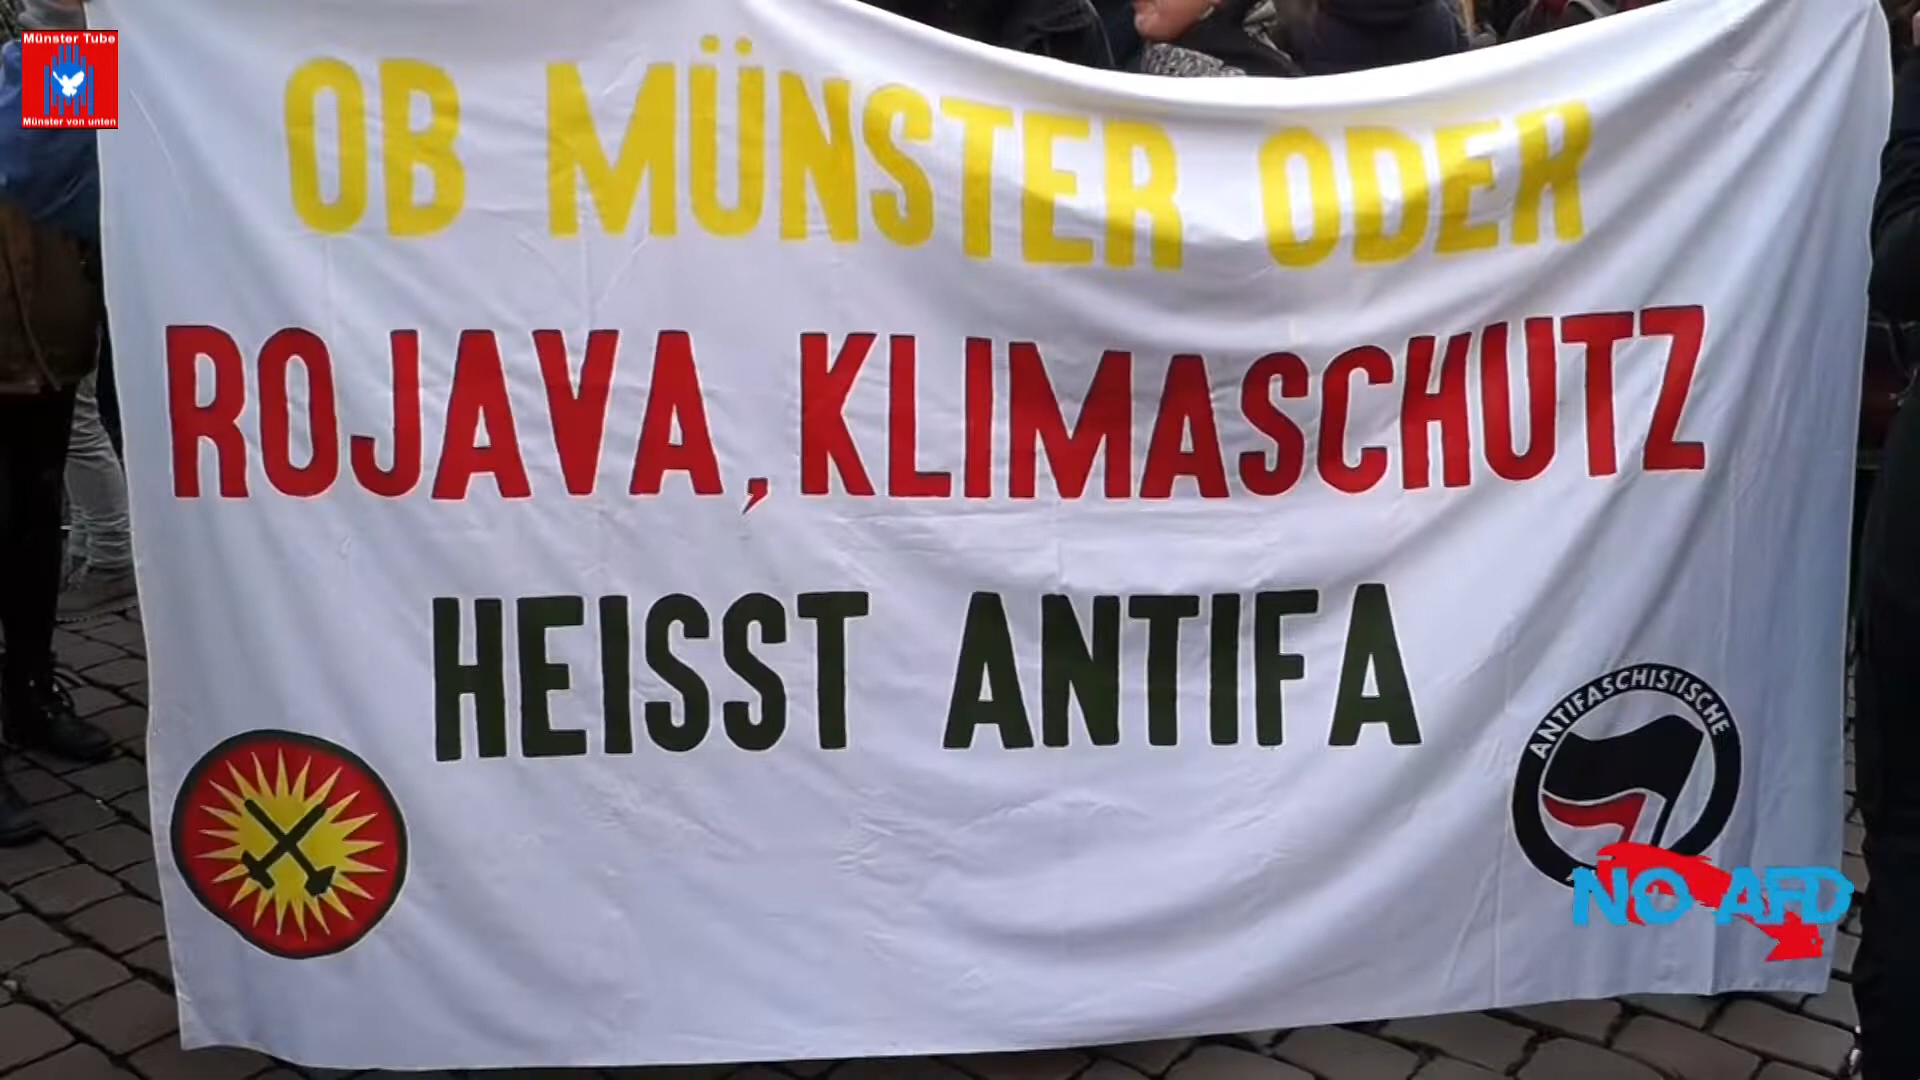 Münster Tube
Münster von unten
OB MÜNSTER ODER
ROJAVA, KLIMASCHUTZ
HEISST ANTIFA
ANTIFASCHISTISCHE
NO AFD